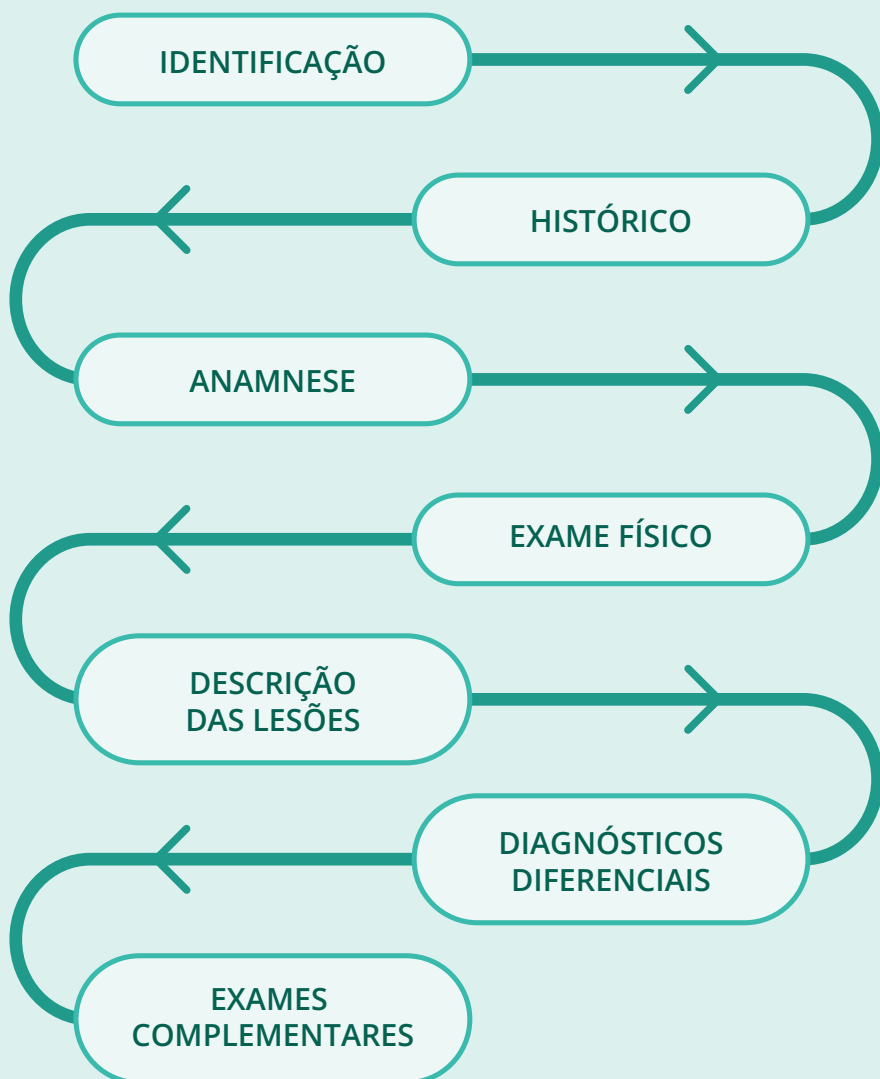 IDENTIFICAÇÃO
HISTÓRICO
ANAMNESE
EXAME FÍSICO
DESCRIÇÃO
DAS LESÕES
DIAGNÓSTICOS
DIFERENCIAIS
EXAMES
COMPLEMENTARES